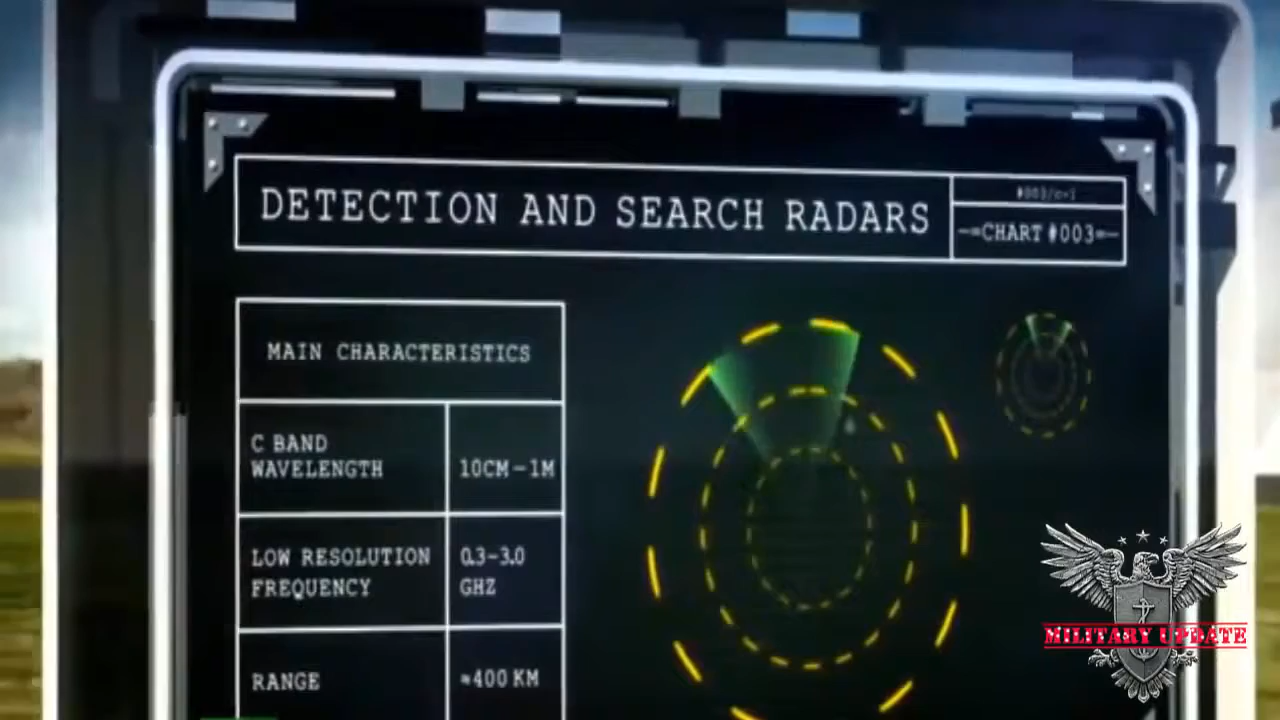 DETECTION AND SEARCH RADARS
CHART #003
MAIN CHARACTERISTICS
C BAND
WAVELENGTH
10CM-1M
LOW RESOLUTION
FREQUENCY
0.3-3.0
GHZ
RANGE
≈400 KM
MILITARY UPDATE